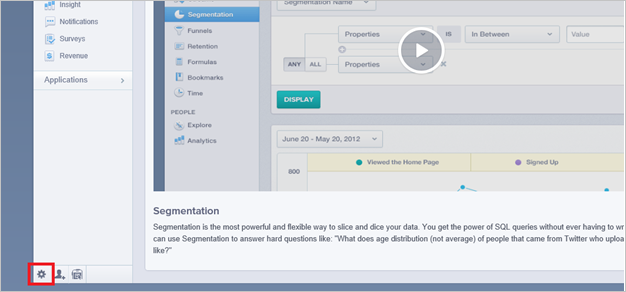 Insight
Notifications
Surveys
Revenue
Applications
Segmentation
Funnels
Retention
Formulas
Bookmarks
Time
PEOPLE
Explore
Analytics
Segmentation Name
Properties IS In Between Value
ANY ALL Properties
DISPLAY
June 20 - May 20, 2012
Viewed the Home Page Signed Up
800
Segmentation
Segmentation is the most powerful and flexible way to slice and dice your data. You get the power of SQL queries without ever having to wr
can use Segmentation to answer hard questions like: "What does age distribution (not average) of people that came from Twitter who uploa
like?"